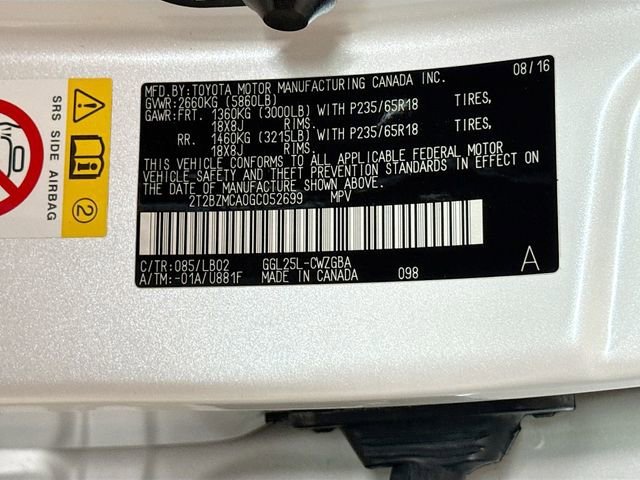 MFD.BY:TOYOTA MOTOR MANUFACTURING CANADA INC. 08/16
GVWR:2660KG (5860LB)
GAWR:FRT. 1360KG (3000LB) WITH P235/65R18 TIRES,
18X8J RIMS.
RR. 1460KG (3215LB) WITH P235/65R18 TIRES,
18X8J RIMS.
THIS VEHICLE CONFORMS TO ALL APPLICABLE FEDERAL MOTOR
VEHICLE SAFETY AND THEFT PREVENTION STANDARDS IN EFFECT ON
THE DATE OF MANUFACTURE SHOWN ABOVE.
2T2BZMCA0GC052699 MPV
C/TR:085/LB02 GGL25L-CWZGBA
A/TM:-01A/U881F MADE IN CANADA 098 A
SRS SIDE AIRBAG
2